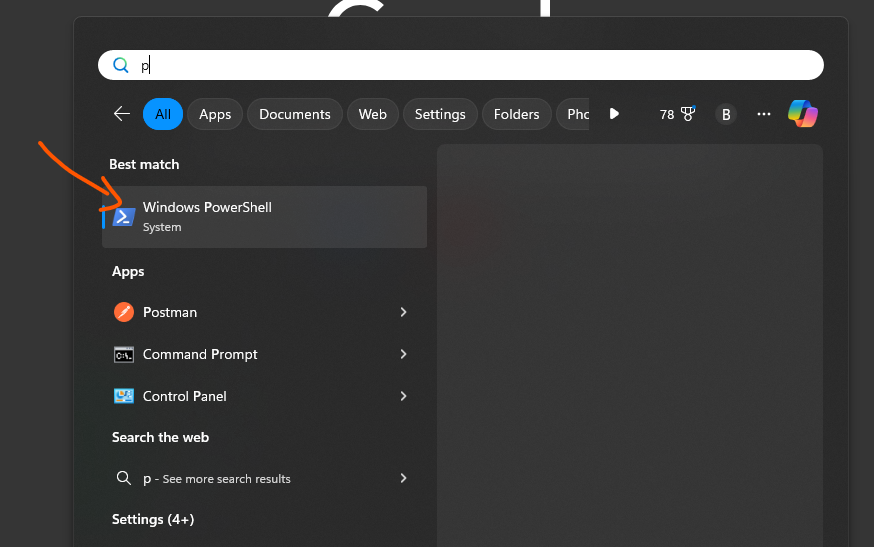 p
All Apps Documents Web Settings Folders Pho 78 B
Best match
Windows PowerShell
System
Apps
Postman
Command Prompt
Control Panel
Search the web
p - See more search results
Settings (4+)